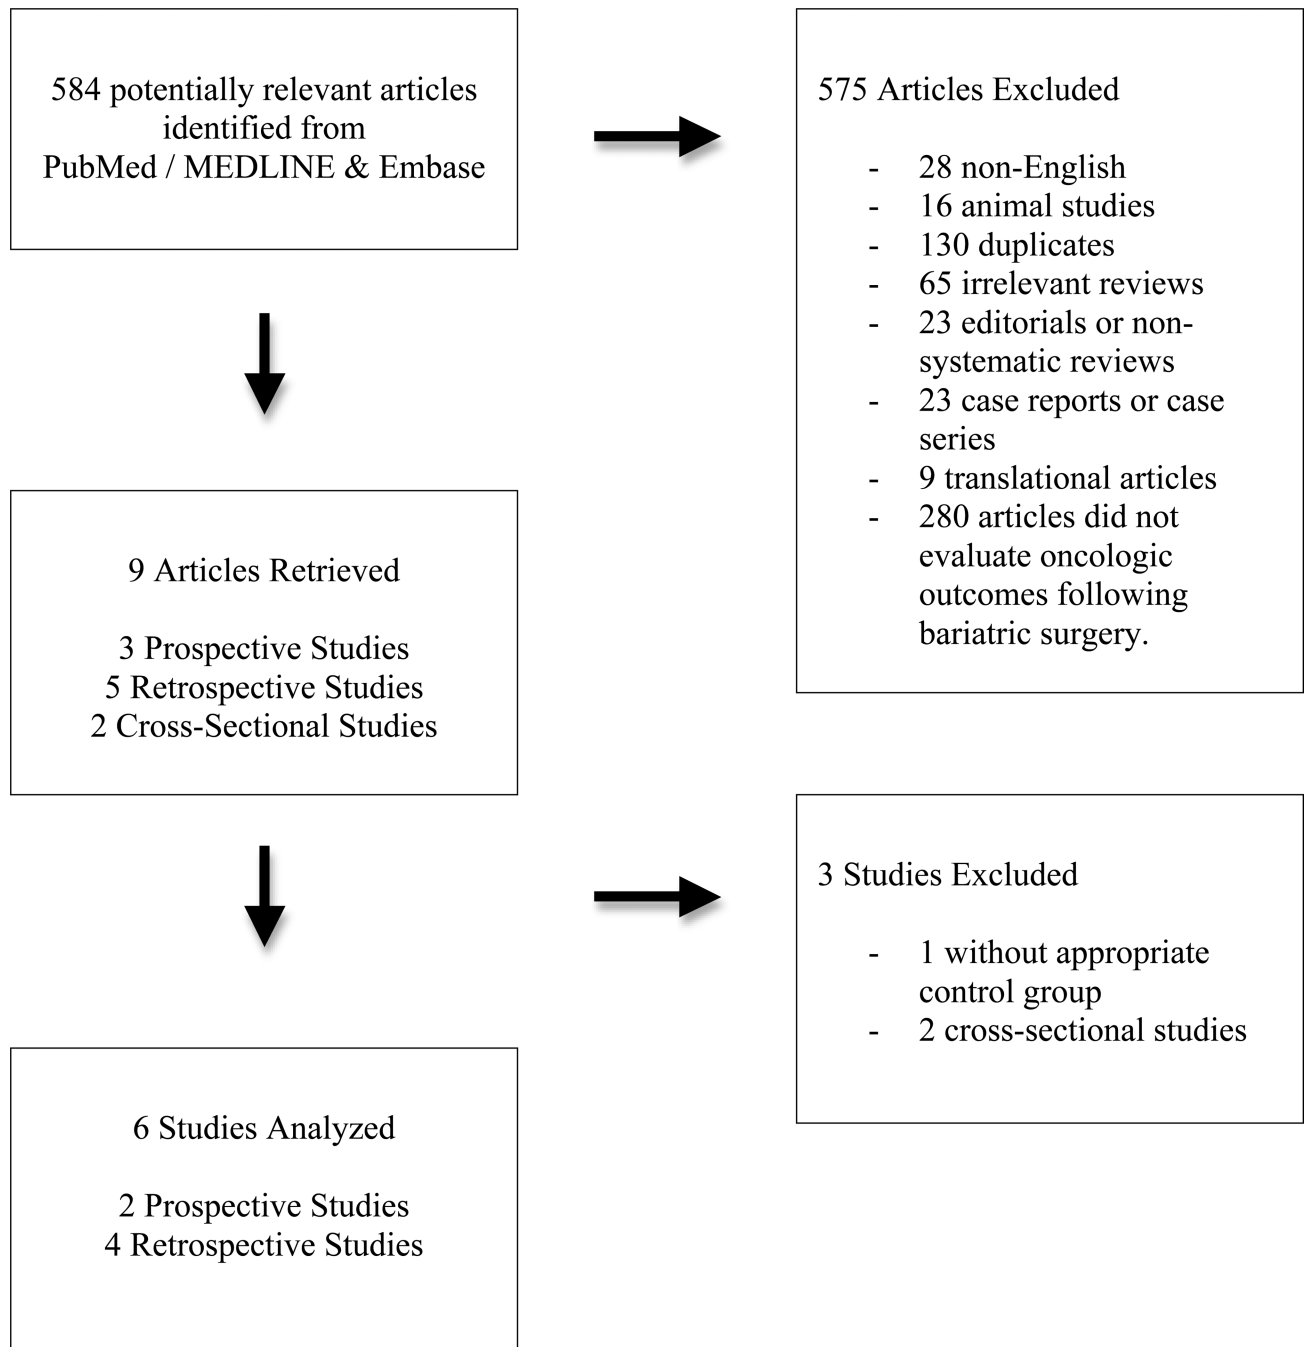 584 potentially relevant articles
identified from
PubMed / MEDLINE & Embase
575 Articles Excluded
- 28 non-English
- 16 animal studies
- 130 duplicates
- 65 irrelevant reviews
- 23 editorials or non-
systematic reviews
- 23 case reports or case
series
- 9 translational articles
- 280 articles did not
evaluate oncologic
outcomes following
bariatric surgery.
9 Articles Retrieved
3 Prospective Studies
5 Retrospective Studies
2 Cross-Sectional Studies
3 Studies Excluded
- 1 without appropriate
control group
- 2 cross-sectional studies
6 Studies Analyzed
2 Prospective Studies
4 Retrospective Studies